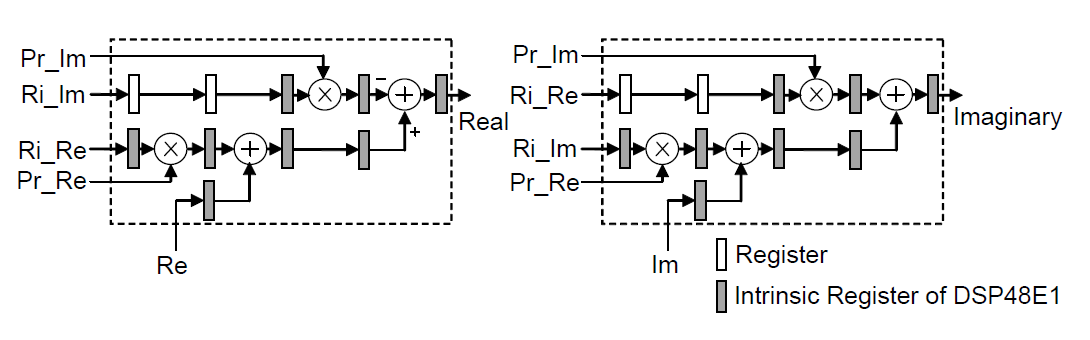 Pr_Im
Ri_Im
Ri_Re
Pr_Re
Re
×
−
+
×
+
+
Real
Pr_Im
Ri_Re
Ri_Im
Pr_Re
Im
×
+
×
+
Imaginary
Register
Intrinsic Register of DSP48E1